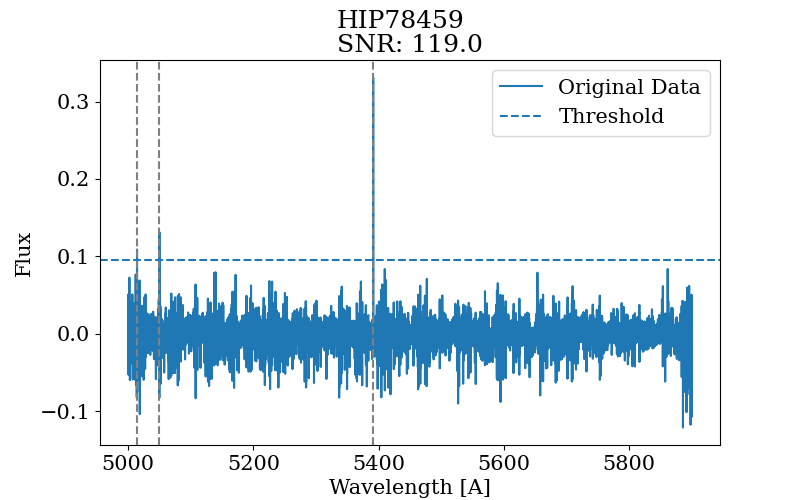 HIP78459
SNR: 119.0
Original Data
Threshold
Flux
0.3
0.2
0.1
0.0
−0.1
5000
5200
5400
5600
5800
Wavelength [A]